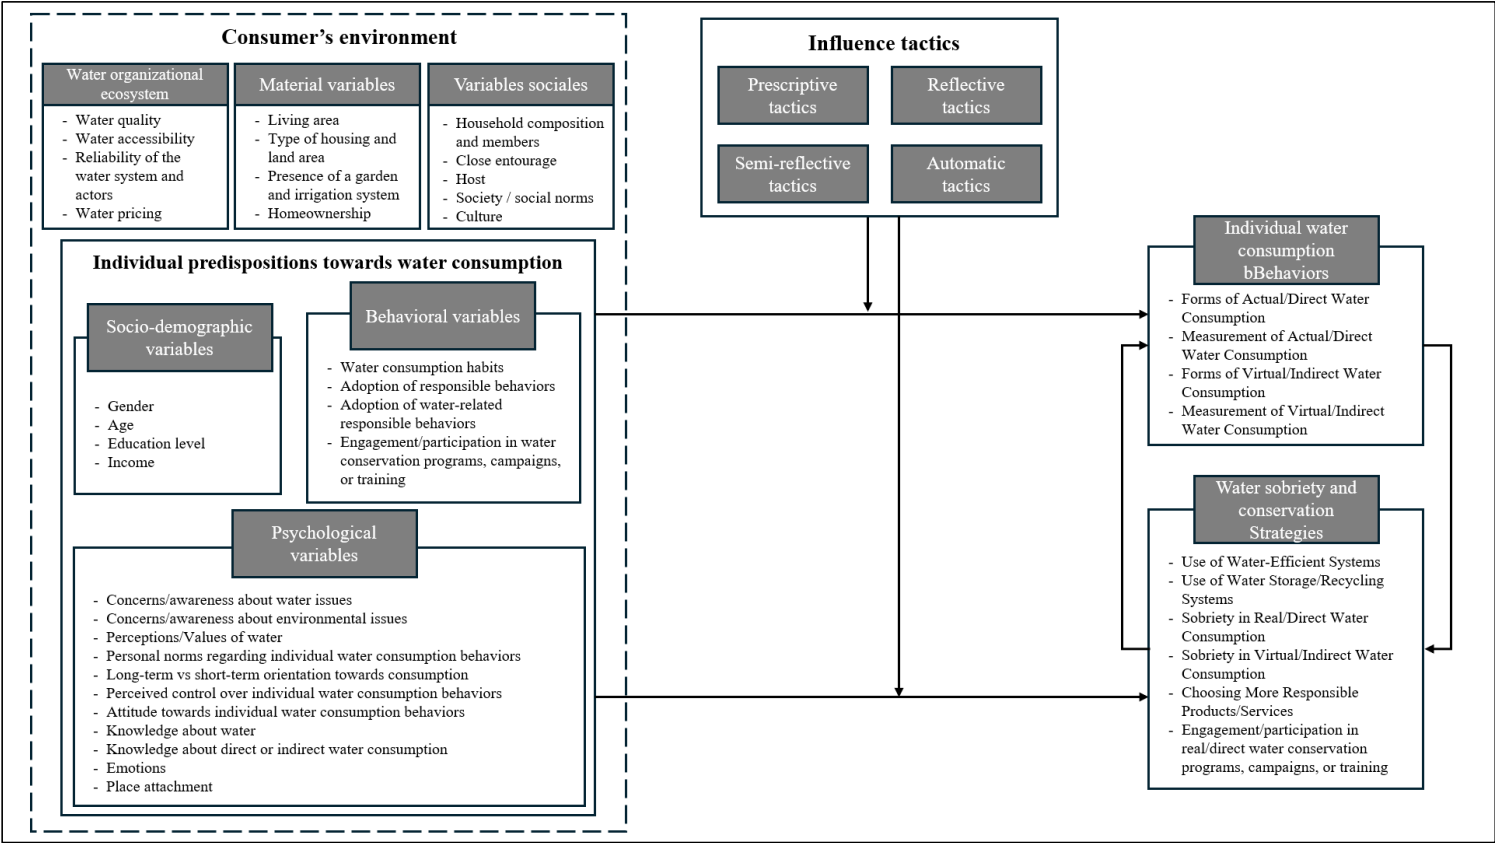 Consumer's environment
Water organizational
ecosystem
- Water quality
- Water accessibility
- Reliability of the
water system and
actors
- Water pricing
Material variables
- Living area
- Type of housing and
land area
- Presence of a garden
and irrigation system
- Homeownership
Variables sociales
- Household composition
and members
- Close entourage
- Host
- Society / social norms
- Culture
Individual predispositions towards water consumption
Socio-demographic
variables
- Gender
- Age
- Education level
- Income
Behavioral variables
- Water consumption habits
- Adoption of responsible behaviors
- Adoption of water-related
responsible behaviors
- Engagement/participation in water
conservation programs, campaigns,
or training
Psychological
variables
- Concerns/awareness about water issues
- Concerns/awareness about environmental issues
- Perceptions/Values of water
- Personal norms regarding individual water consumption behaviors
- Long-term vs short-term orientation towards consumption
- Perceived control over individual water consumption behaviors
- Attitude towards individual water consumption behaviors
- Knowledge about water
- Knowledge about direct or indirect water consumption
- Emotions
- Place attachment
Influence tactics
Prescriptive
tactics
Reflective
tactics
Semi-reflective
tactics
Automatic
tactics
Individual water
consumption
bBehaviors
- Forms of Actual/Direct Water
Consumption
- Measurement of Actual/Direct
Water Consumption
- Forms of Virtual/Indirect Water
Consumption
- Measurement of Virtual/Indirect
Water Consumption
Water sobriety and
conservation
Strategies
- Use of Water-Efficient Systems
- Use of Water Storage/Recycling
Systems
- Sobriety in Real/Direct Water
Consumption
- Sobriety in Virtual/Indirect Water
Consumption
- Choosing More Responsible
Products/Services
- Engagement/participation in
real/direct water conservation
programs, campaigns, or training